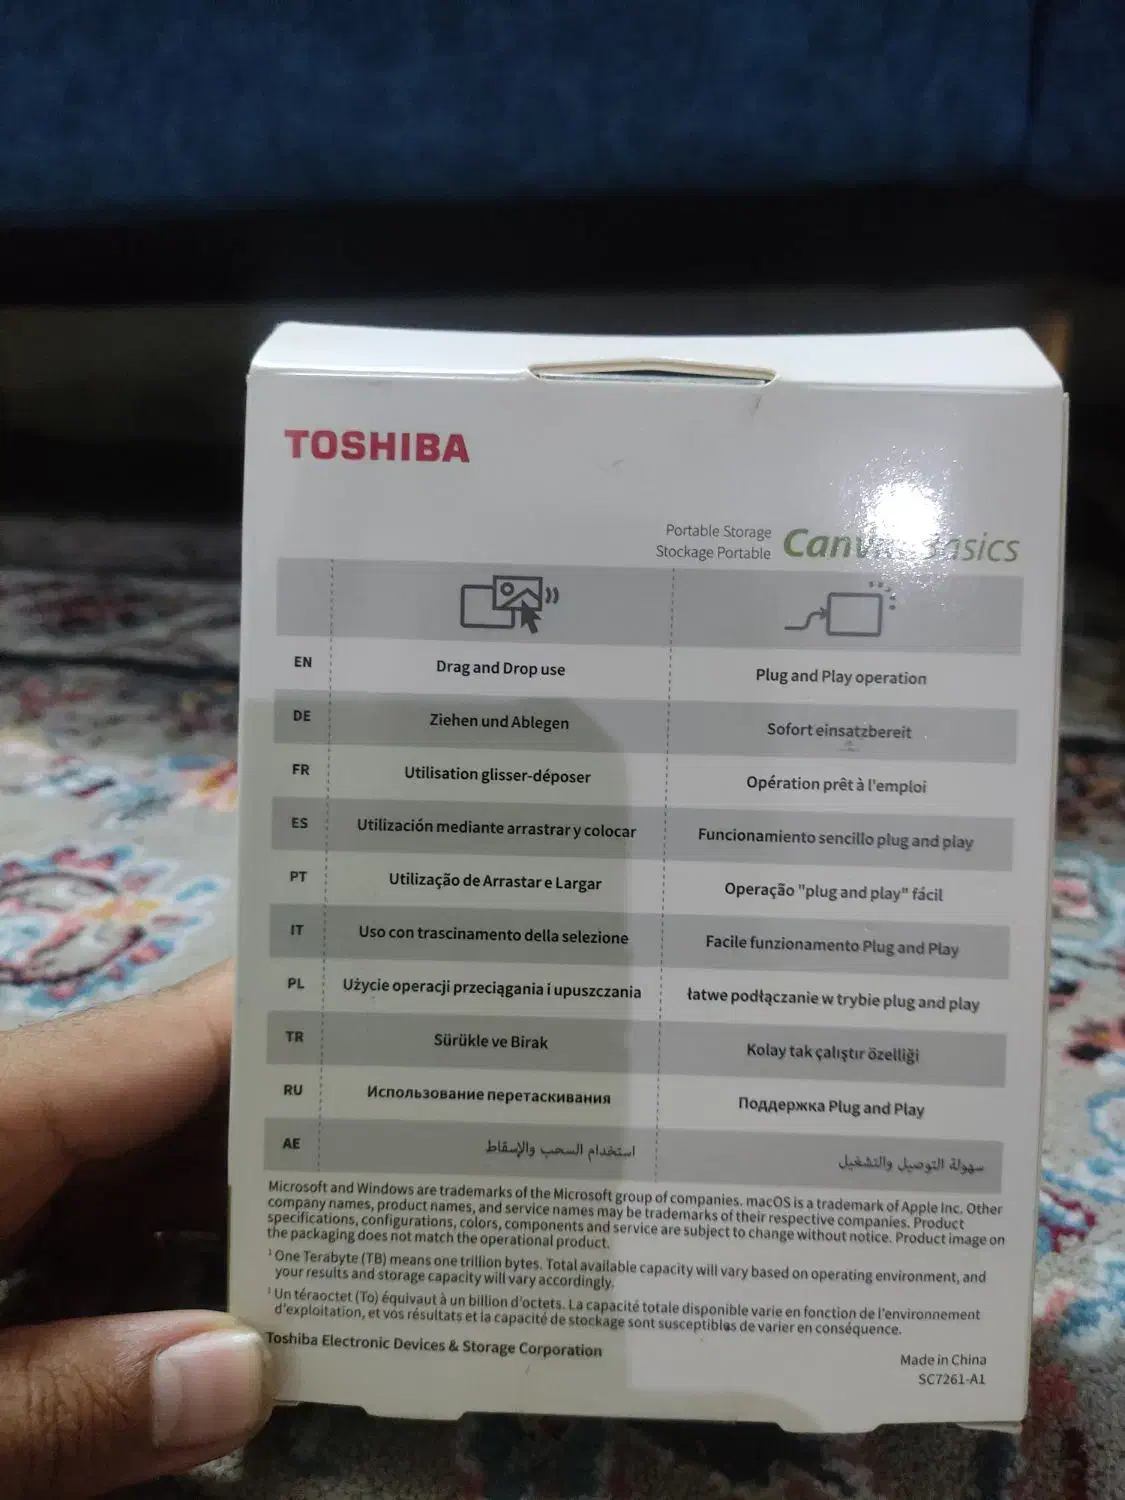 TOSHIBA
Portable Storage
Stockage Portable
EN Drag and Drop use Plug and Play operation
DE Ziehen und Ablegen Sofort einsatzbereit
FR Utilisation glisser-déposer Opération prêt à l'emploi
ES Utilización mediante arrastrar y colocar Funcionamiento sencillo plug and play
PT Utilização de Arrastar e Largar Operação "plug and play" fácil
IT Uso con trascinamento della selezione Facile funzionamento Plug and Play
PL Użycie operacji przeciągania i upuszczania łatwe podłączanie w trybie plug and play
TR Sürükle ve Birak Kolay tak çalıştır özelliği
RU Использование перетаскивания Поддержка Plug and Play
AE استخدام السحب والإسقاط سهولة التوصيل والتشغيل
Microsoft and Windows are trademarks of the Microsoft group of companies. macOS is a trademark of Apple Inc. Other
company names, product names, and service names may be trademarks of their respective companies. Product
specifications, configurations, colors, components and service are subject to change without notice. Product image on
the packaging does not match the operational product.
¹ One Terabyte (TB) means one trillion bytes. Total available capacity will vary based on operating environment, and
your results and storage capacity will vary accordingly.
¹ Un téraoctet (To) équivaut à un billion d'octets. La capacité totale disponible varie en fonction de l'environnement
d'exploitation, et vos résultats et la capacité de stockage sont susceptibles de varier en conséquence.
Toshiba Electronic Devices & Storage Corporation
Made in China
SC7261-A1